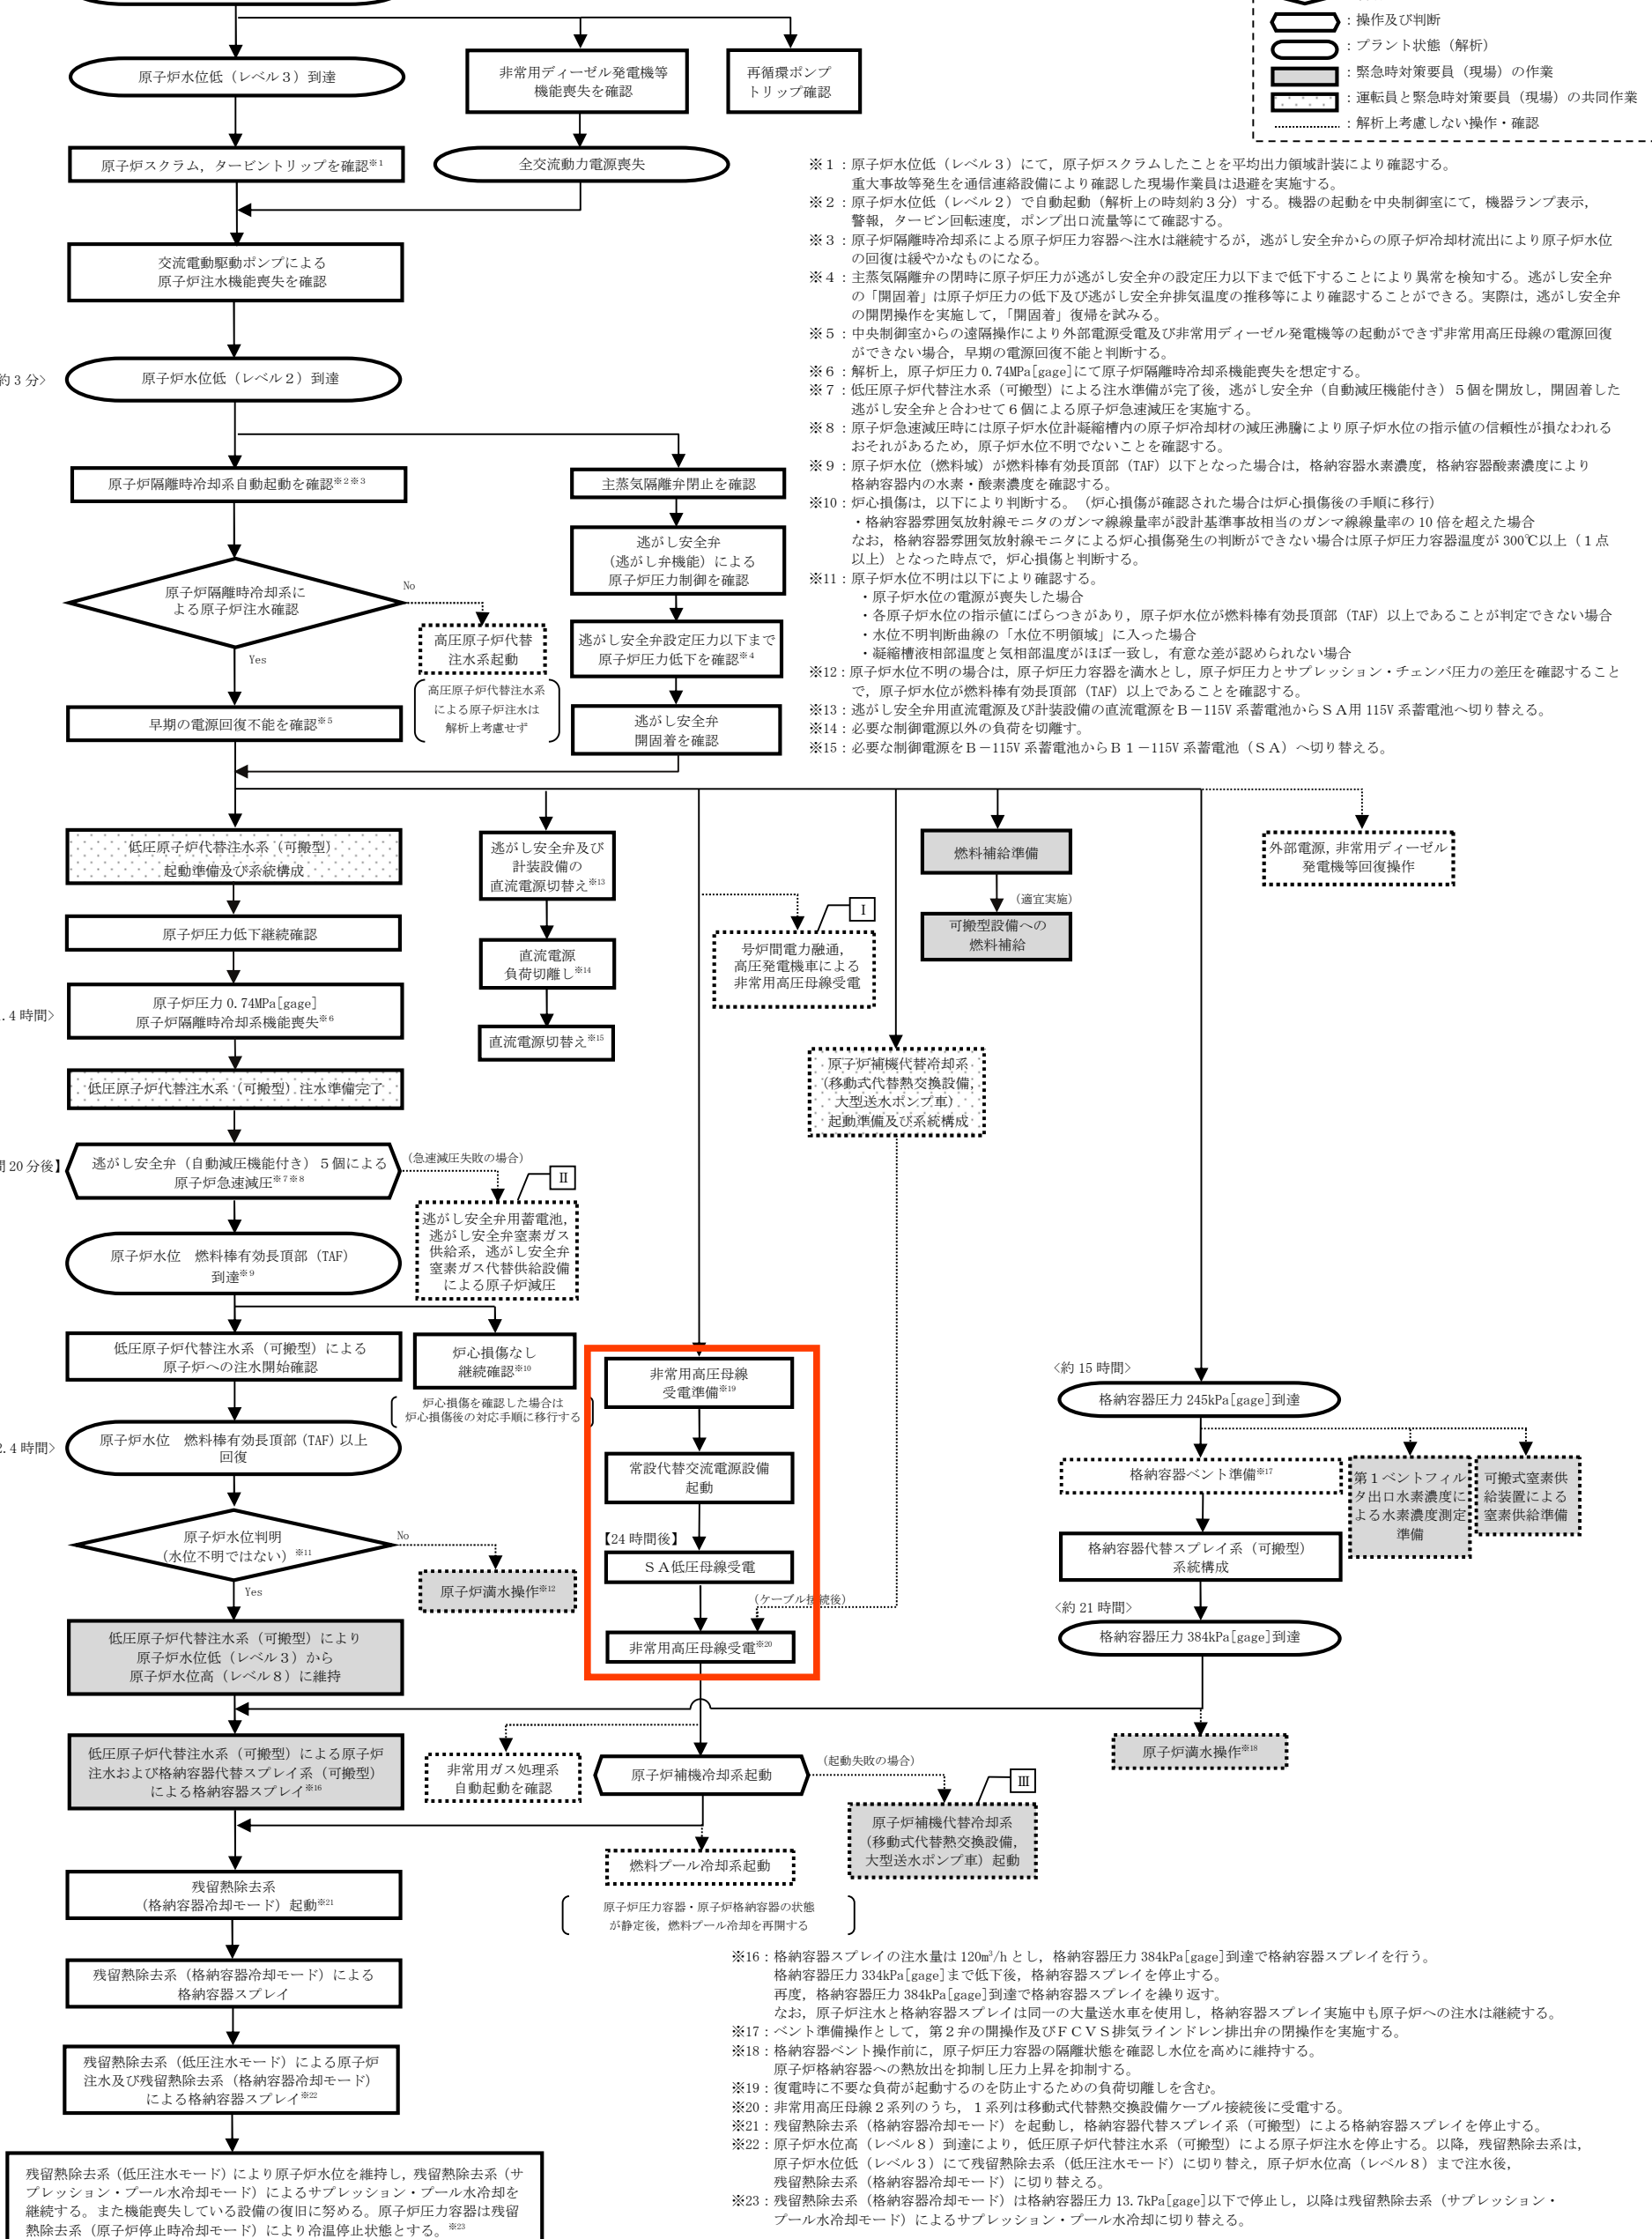 ：操作及び判断
：プラント状態（解析）
：緊急時対策要員（現場）の作業
：運転員と緊急時対策要員（現場）の共同作業
：解析上考慮しない操作・確認
原子炉水位低（レベル３）到達
非常用ディーゼル発電機等
機能喪失を確認
再循環ポンプ
トリップ確認
原子炉スクラム，タービントリップを確認※1
全交流動力電源喪失
交流電動駆動ポンプによる
原子炉注水機能喪失を確認
約３分>
原子炉水位低（レベル２）到達
原子炉隔離時冷却系自動起動を確認※2※3
主蒸気隔離弁閉止を確認
逃がし安全弁
（逃がし弁機能）による
原子炉圧力制御を確認
原子炉隔離時冷却系に
よる原子炉注水確認
No
Yes
高圧原子炉代替
注水系起動
高圧原子炉代替注水系
による原子炉注水は
解析上考慮せず
逃がし安全弁設定圧力以下まで
原子炉圧力低下を確認※4
早期の電源回復不能を確認※5
逃がし安全弁
開固着を確認
※１：原子炉水位低（レベル３）にて，原子炉スクラムしたことを平均出力領域計装により確認する。
重大事故等発生を通信連絡設備により確認した現場作業員は退避を実施する。
※２：原子炉水位低（レベル２）で自動起動（解析上の時刻約３分）する。機器の起動を中央制御室にて，機器ランプ表示，
警報，タービン回転速度，ポンプ出口流量等にて確認する。
※３：原子炉隔離時冷却系による原子炉圧力容器へ注水は継続するが，逃がし安全弁からの原子炉冷却材流出により原子炉水位
の回復は緩やかなものになる。
※４：主蒸気隔離弁の閉時に原子炉圧力が逃がし安全弁の設定圧力以下まで低下することにより異常を検知する。逃がし安全弁
の「開固着」は原子炉圧力の低下及び逃がし安全弁排気温度の推移等により確認することができる。実際は，逃がし安全弁
の開閉操作を実施して，「開固着」復帰を試みる。
※５：中央制御室からの遠隔操作により外部電源受電及び非常用ディーゼル発電機等の起動ができず非常用高圧母線の電源回復
ができない場合，早期の電源回復不能と判断する。
※６：解析上，原子炉圧力 0.74MPa[gage]にて原子炉隔離時冷却系機能喪失を想定する。
※７：低圧原子炉代替注水系（可搬型）による注水準備が完了後，逃がし安全弁（自動減圧機能付き）５個を開放し，開固着した
逃がし安全弁と合わせて６個による原子炉急速減圧を実施する。
※８：原子炉急速減圧時には原子炉水位計凝縮槽内の原子炉冷却材の減圧沸騰により原子炉水位の指示値の信頼性が損なわれる
おそれがあるため，原子炉水位不明でないことを確認する。
※９：原子炉水位（燃料域）が燃料棒有効長頂部（TAF）以下となった場合は，格納容器水素濃度，格納容器酸素濃度により
格納容器内の水素・酸素濃度を確認する。
※10：炉心損傷は，以下により判断する。（炉心損傷が確認された場合は炉心損傷後の手順に移行）
・格納容器雰囲気放射線モニタのガンマ線線量率が設計基準事故相当のガンマ線線量率の 10 倍を超えた場合
なお，格納容器雰囲気放射線モニタによる炉心損傷発生の判断ができない場合は原子炉圧力容器温度が 300℃以上（１点
以上）となった時点で，炉心損傷と判断する。
※11：原子炉水位不明は以下により確認する。
・原子炉水位の電源が喪失した場合
・各原子炉水位の指示値にばらつきがあり，原子炉水位が燃料棒有効長頂部（TAF）以上であることが判定できない場合
・水位不明判断曲線の「水位不明領域」に入った場合
・凝縮槽液相部温度と気相部温度がほぼ一致し，有意な差が認められない場合
※12：原子炉水位不明の場合は，原子炉圧力容器を満水とし，原子炉圧力とサプレッション・チェンバ圧力の差圧を確認すること
で，原子炉水位が燃料棒有効長頂部（TAF）以上であることを確認する。
※13：逃がし安全弁用直流電源及び計装設備の直流電源をＢ－115V 系蓄電池からＳＡ用 115V 系蓄電池へ切り替える。
※14：必要な制御電源以外の負荷を切離す。
※15：必要な制御電源をＢ－115V 系蓄電池からＢ１－115V 系蓄電池（ＳＡ）へ切り替える。
低圧原子炉代替注水系（可搬型）
起動準備及び系統構成
逃がし安全弁及び
計装設備の
直流電源切替え※13
燃料補給準備
（適宜実施）
可搬型設備への
燃料補給
外部電源，非常用ディーゼル
発電機等回復操作
原子炉圧力低下継続確認
直流電源
負荷切離し※14
Ⅰ
号炉間電力融通，
高圧発電機車による
非常用高圧母線受電
.4 時間>
原子炉圧力 0.74MPa[gage]
原子炉隔離時冷却系機能喪失※6
直流電源切替え※15
原子炉補機代替冷却系
（移動式代替熱交換設備，
大型送水ポンプ車）
起動準備及び系統構成
低圧原子炉代替注水系（可搬型）注水準備完了
間 20 分後】
逃がし安全弁（自動減圧機能付き）５個による
原子炉急速減圧※7※8
（急速減圧失敗の場合）
Ⅱ
逃がし安全弁用蓄電池，
逃がし安全弁窒素ガス
供給系，逃がし安全弁
窒素ガス代替供給設備
による原子炉減圧
原子炉水位　燃料棒有効長頂部（TAF）
到達※9
低圧原子炉代替注水系（可搬型）による
原子炉への注水開始確認
炉心損傷なし
継続確認※10
炉心損傷を確認した場合は
炉心損傷後の対応手順に移行する
2.4 時間>
原子炉水位　燃料棒有効長頂部（TAF）以上
回復
非常用高圧母線
受電準備※19
常設代替交流電源設備
起動
【24 時間後】
ＳＡ低圧母線受電
（ケーブル接続後）
非常用高圧母線受電※20
<約 15 時間>
格納容器圧力 245kPa[gage]到達
格納容器ベント準備※17
第１ベントフィル
タ出口水素濃度に
よる水素濃度測定
準備
可搬式窒素供
給装置による
窒素供給準備
格納容器代替スプレイ系（可搬型）
系統構成
<約 21 時間>
格納容器圧力 384kPa[gage]到達
原子炉水位判明
（水位不明ではない）※11
No
Yes
原子炉満水操作※12
低圧原子炉代替注水系（可搬型）により
原子炉水位低（レベル３）から
原子炉水位高（レベル８）に維持
低圧原子炉代替注水系（可搬型）による原子炉
注水および格納容器代替スプレイ系（可搬型）
による格納容器スプレイ※16
非常用ガス処理系
自動起動を確認
原子炉補機冷却系起動
（起動失敗の場合）
原子炉満水操作※18
Ⅲ
原子炉補機代替冷却系
（移動式代替熱交換設備，
大型送水ポンプ車）起動
燃料プール冷却系起動
原子炉圧力容器・原子炉格納容器の状態
が静定後，燃料プール冷却を再開する
残留熱除去系
（格納容器冷却モード）起動※21
残留熱除去系（格納容器冷却モード）による
格納容器スプレイ
残留熱除去系（低圧注水モード）による原子炉
注水及び残留熱除去系（格納容器冷却モード）
による格納容器スプレイ※22
残留熱除去系（低圧注水モード）により原子炉水位を維持し，残留熱除去系（サ
プレッション・プール水冷却モード）によるサプレッション・プール水冷却を
継続する。また機能喪失している設備の復旧に努める。原子炉圧力容器は残留
熱除去系（原子炉停止時冷却モード）により冷温停止状態とする。※23
※16：格納容器スプレイの注水量は 120m³/h とし，格納容器圧力 384kPa[gage]到達で格納容器スプレイを行う。
格納容器圧力 334kPa[gage]まで低下後，格納容器スプレイを停止する。
再度，格納容器圧力 384kPa[gage]到達で格納容器スプレイを繰り返す。
なお，原子炉注水と格納容器スプレイは同一の大量送水車を使用し，格納容器スプレイ実施中も原子炉への注水は継続する。
※17：ベント準備操作として，第２弁の開操作及びＦＣＶＳ排気ラインドレン排出弁の閉操作を実施する。
※18：格納容器ベント操作前に，原子炉圧力容器の隔離状態を確認し水位を高めに維持する。
原子炉格納容器への熱放出を抑制し圧力上昇を抑制する。
※19：復電時に不要な負荷が起動するのを防止するための負荷切離しを含む。
※20：非常用高圧母線２系列のうち，１系列は移動式代替熱交換設備ケーブル接続後に受電する。
※21：残留熱除去系（格納容器冷却モード）を起動し，格納容器代替スプレイ系（可搬型）による格納容器スプレイを停止する。
※22：原子炉水位高（レベル８）到達により，低圧原子炉代替注水系（可搬型）による原子炉注水を停止する。以降，残留熱除去系は，
原子炉水位低（レベル３）にて残留熱除去系（低圧注水モード）に切り替え，原子炉水位高（レベル８）まで注水後，
残留熱除去系（格納容器冷却モード）に切り替える。
※23：残留熱除去系（格納容器冷却モード）は格納容器圧力 13.7kPa[gage]以下で停止し，以降は残留熱除去系（サプレッション・
プール水冷却モード）によるサプレッション・プール水冷却に切り替える。